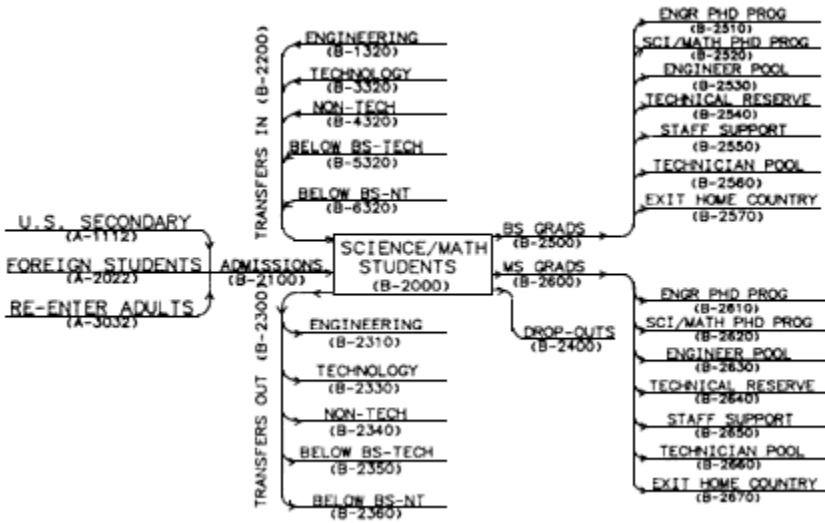 ENGINEERING
(B-1320)
TECHNOLOGY
(B-3320)
NON-TECH
(B-4320)
BELOW BS-TECH
(B-5320)
BELOW BS-NT
(B-6320)
TRANSFERS IN (B-2200)
U.S. SECONDARY
(A-1112)
FOREIGN STUDENTS
(A-2022)
RE-ENTER ADULTS
(A-3032)
ADMISSIONS
(B-2100)
SCIENCE/MATH
STUDENTS
(B-2000)
TRANSFERS OUT (B-2300)
ENGINEERING
(B-2310)
TECHNOLOGY
(B-2330)
NON-TECH
(B-2340)
BELOW BS-TECH
(B-2350)
BELOW BS-NT
(B-2360)
BS GRADS
(B-2500)
MS GRADS
(B-2600)
DROP-OUTS
(B-2400)
ENGR PHD PROG
(B-2510)
SCI/MATH PHD PROG
(B-2520)
ENGINEER POOL
(B-2530)
TECHNICAL RESERVE
(B-2540)
STAFF SUPPORT
(B-2550)
TECHNICIAN POOL
(B-2560)
EXIT HOME COUNTRY
(B-2570)
ENGR PHD PROG
(B-2610)
SCI/MATH PHD PROG
(B-2620)
ENGINEER POOL
(B-2630)
TECHNICAL RESERVE
(B-2640)
STAFF SUPPORT
(B-2650)
TECHNICIAN POOL
(B-2660)
EXIT HOME COUNTRY
(B-2670)